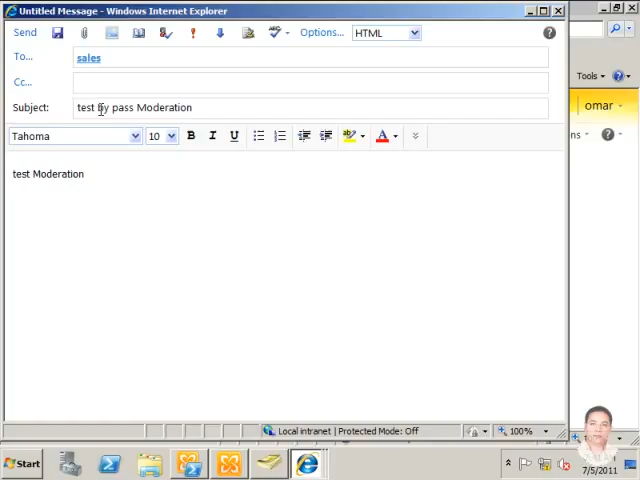 Untitled Message - Windows Internet Explorer
Send
Options...
HTML
To...
sales
Cc...
Subject:
test by pass Moderation
Tahoma
10
B I U
A
test Moderation
Tools
omar
Local intranet | Protected Mode: Off
100%
Start
7/5/2011